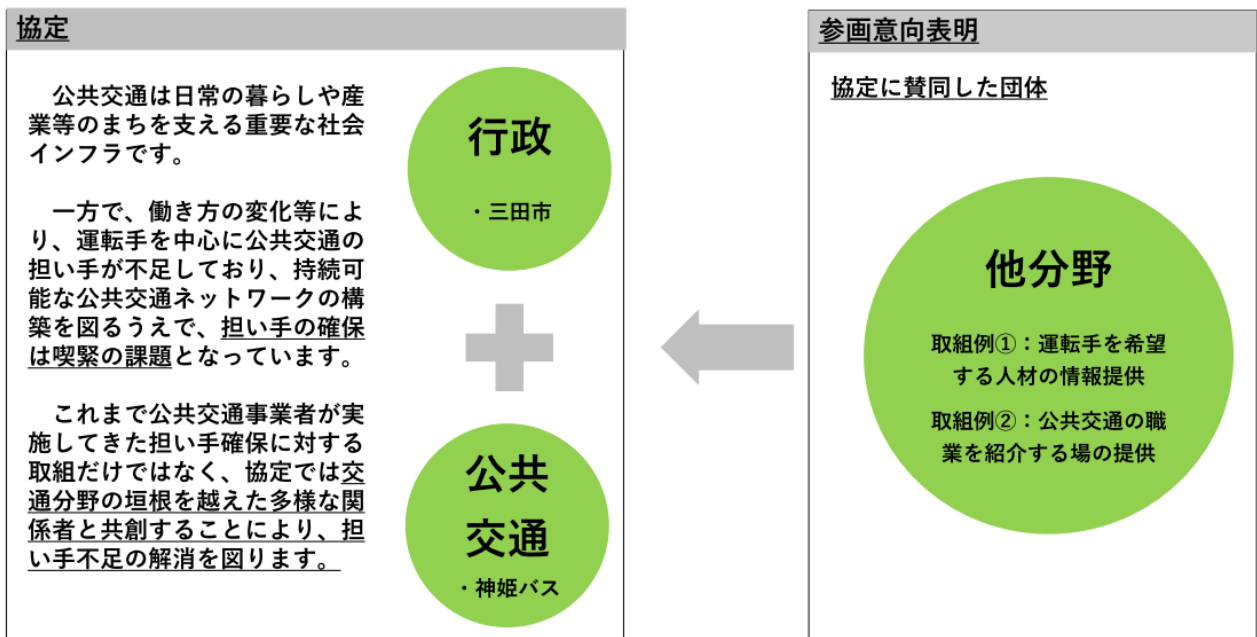 協定
公共交通は日常の暮らしや産
業等のまちを支える重要な社会
インフラです。
一方で、働き方の変化等によ
り、運転手を中心に公共交通の
担い手が不足しており、持続可
能な公共交通ネットワークの構
築を図るうえで、担い手の確保
は喫緊の課題となっています。
これまで公共交通事業者が実
施してきた担い手確保に対する
取組だけではなく、協定では交
通分野の垣根を越えた多様な関
係者と共創することにより、担
い手不足の解消を図ります。
行政
・三田市
公共
交通
・神姫バス
参画意向表明
協定に賛同した団体
他分野
取組例①：運転手を希望
する人材の情報提供
取組例②：公共交通の職
業を紹介する場の提供